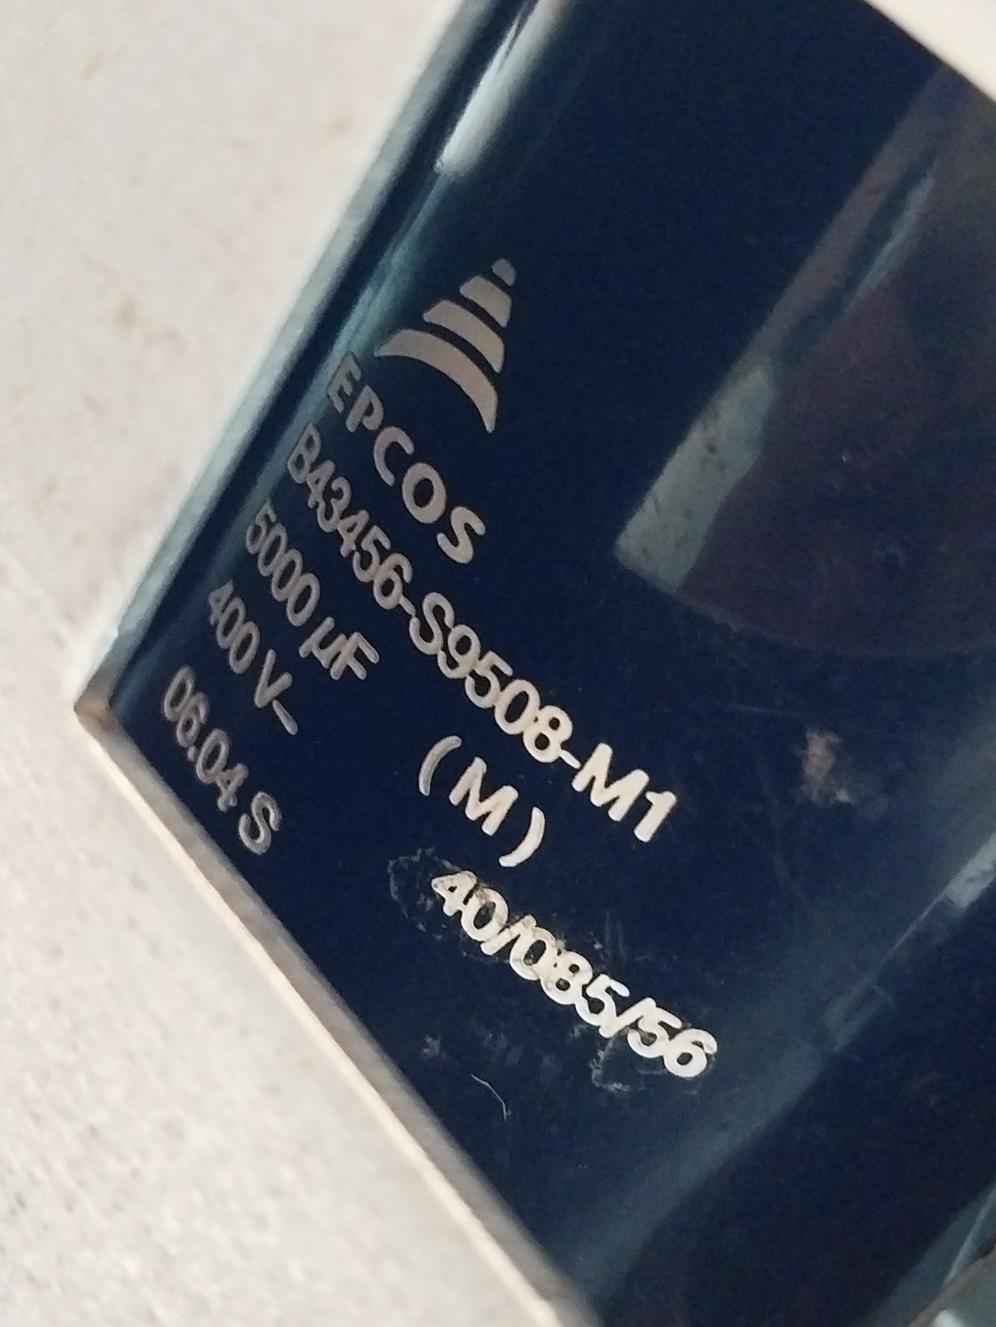 EPCOS
B43456-S9508-M1
5000 µF (M)
400 V- 40/085/56
06.04 S